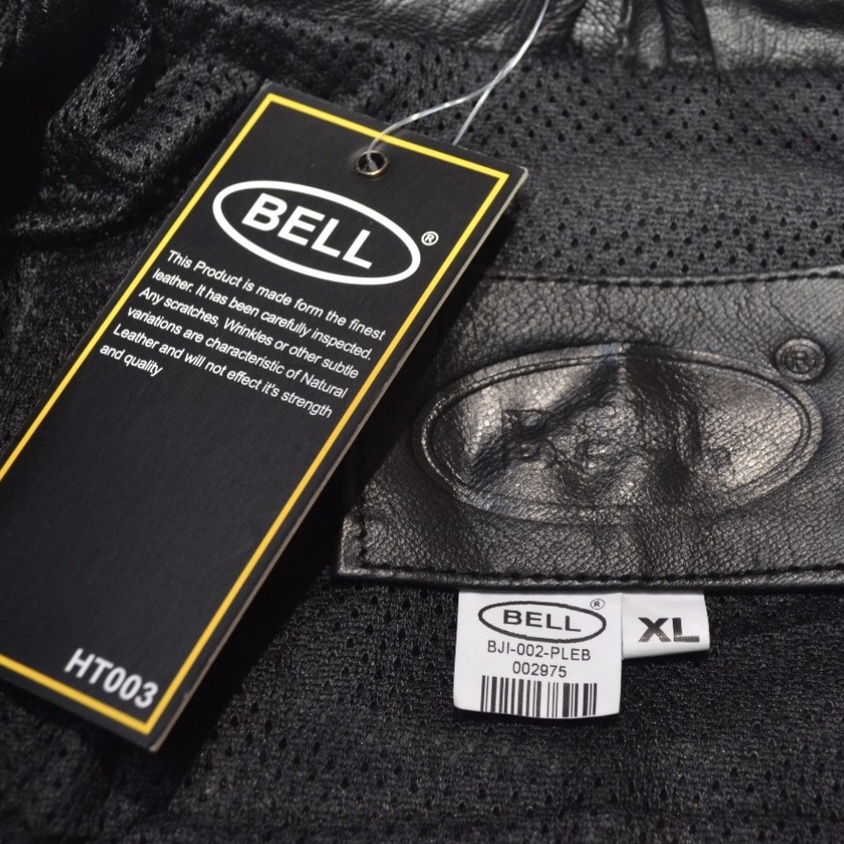 BELL®
This Product is made form the finest
leather. It has been carefully inspected.
Any scratches, Wrinkles or other subtle
variations are characteristic of Natural
Leather and will not effect it's strength
and quality
HT003
BELL®
BELL®
BJI-002-PLEB
002975
XL